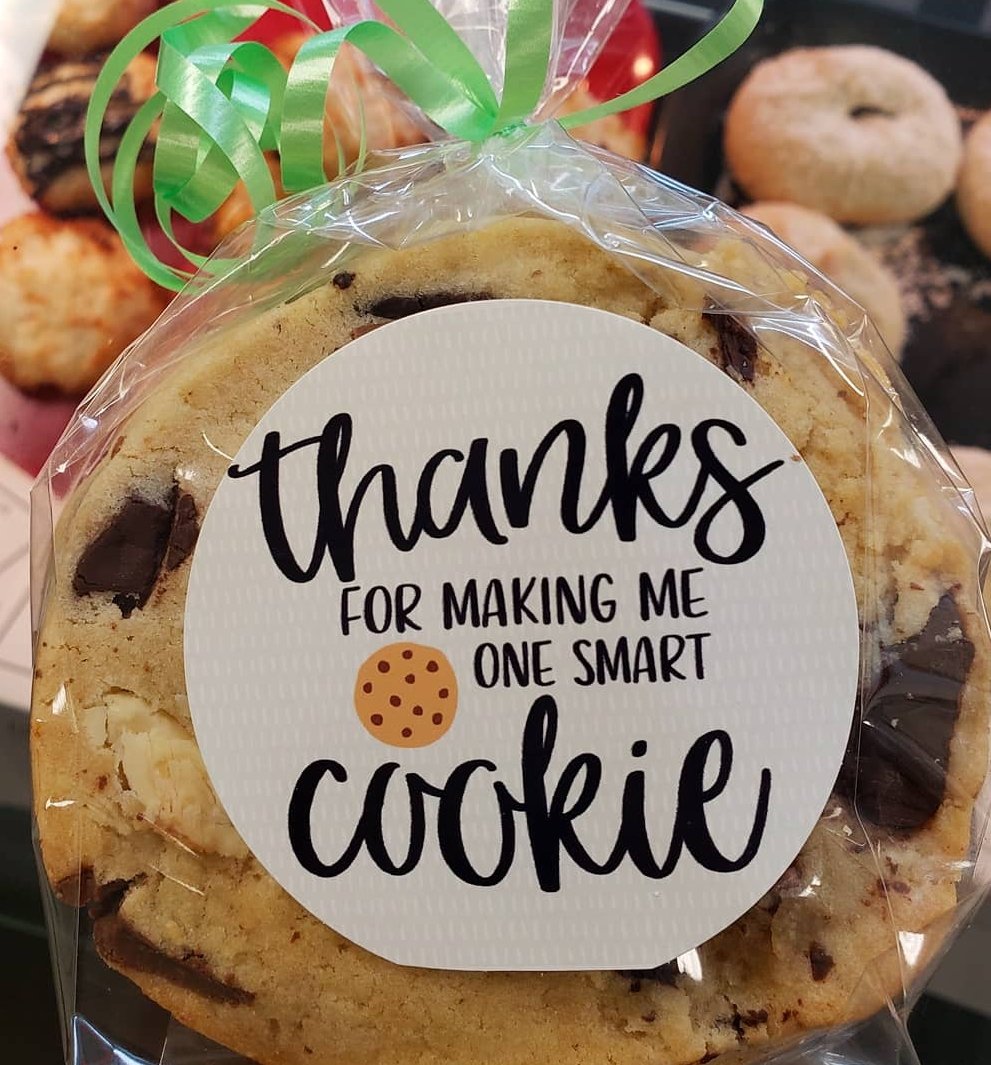 thanks
FOR MAKING ME
ONE SMART
cookie